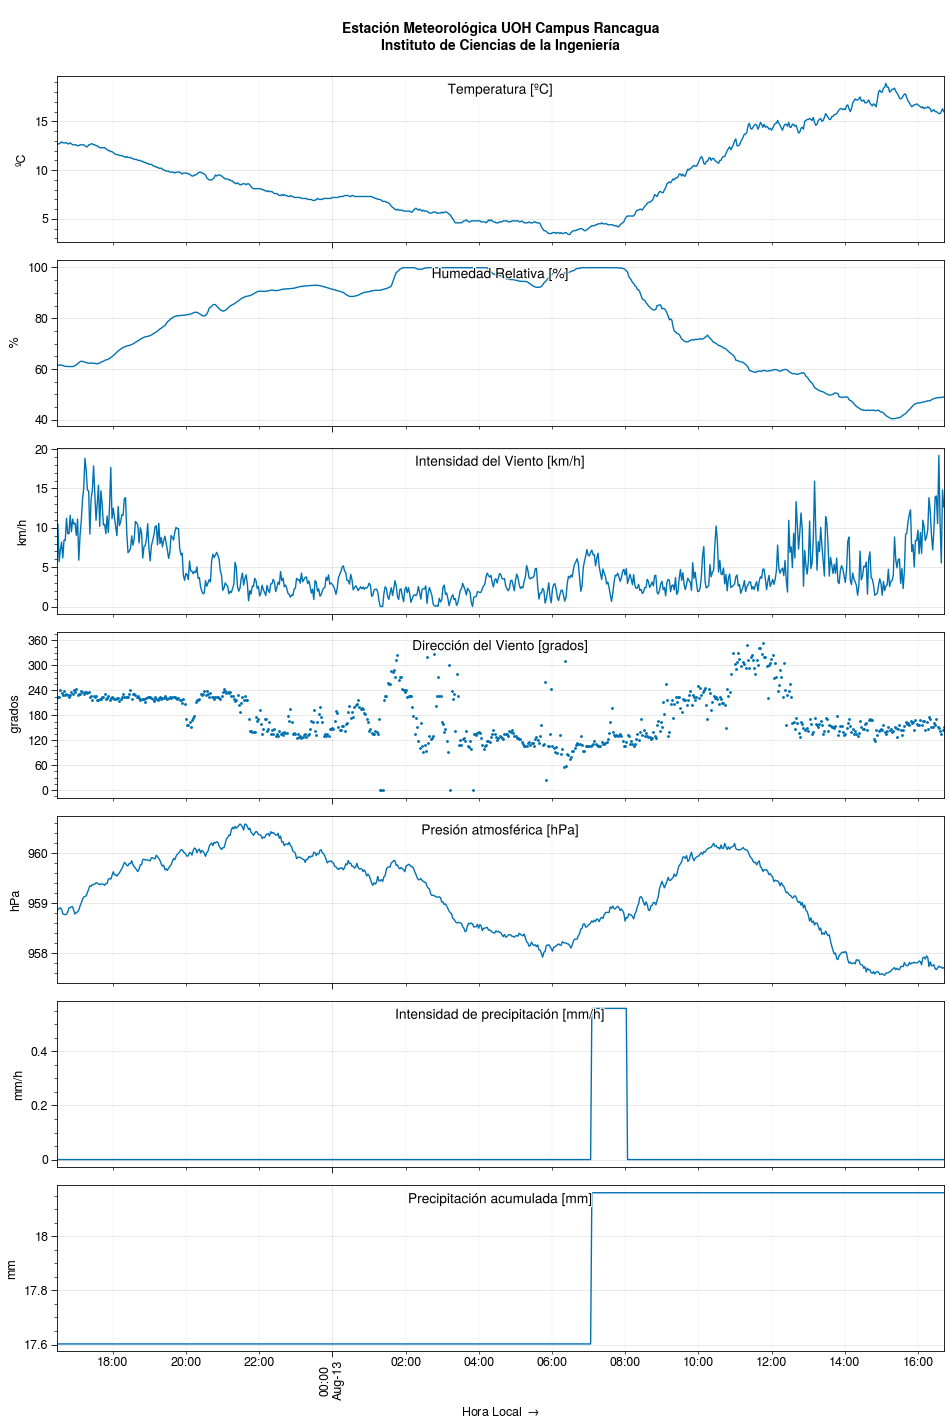 Estación Meteorológica UOH Campus Rancagua
Instituto de Ciencias de la Ingeniería
Temperatura [ºC]
15
10
5
ºC
Humedad Relativa [%]
100
80
60
40
%
Intensidad del Viento [km/h]
20
15
10
5
0
km/h
Dirección del Viento [grados]
360
300
240
180
120
60
0
grados
Presión atmosférica [hPa]
960
959
958
hPa
Intensidad de precipitación [mm/h]
0.4
0.2
0
mm/h
Precipitación acumulada [mm]
18
17.8
17.6
mm
18:00 20:00 22:00 00:00 02:00 04:00 06:00 08:00 10:00 12:00 14:00 16:00
Aug-13
Hora Local →